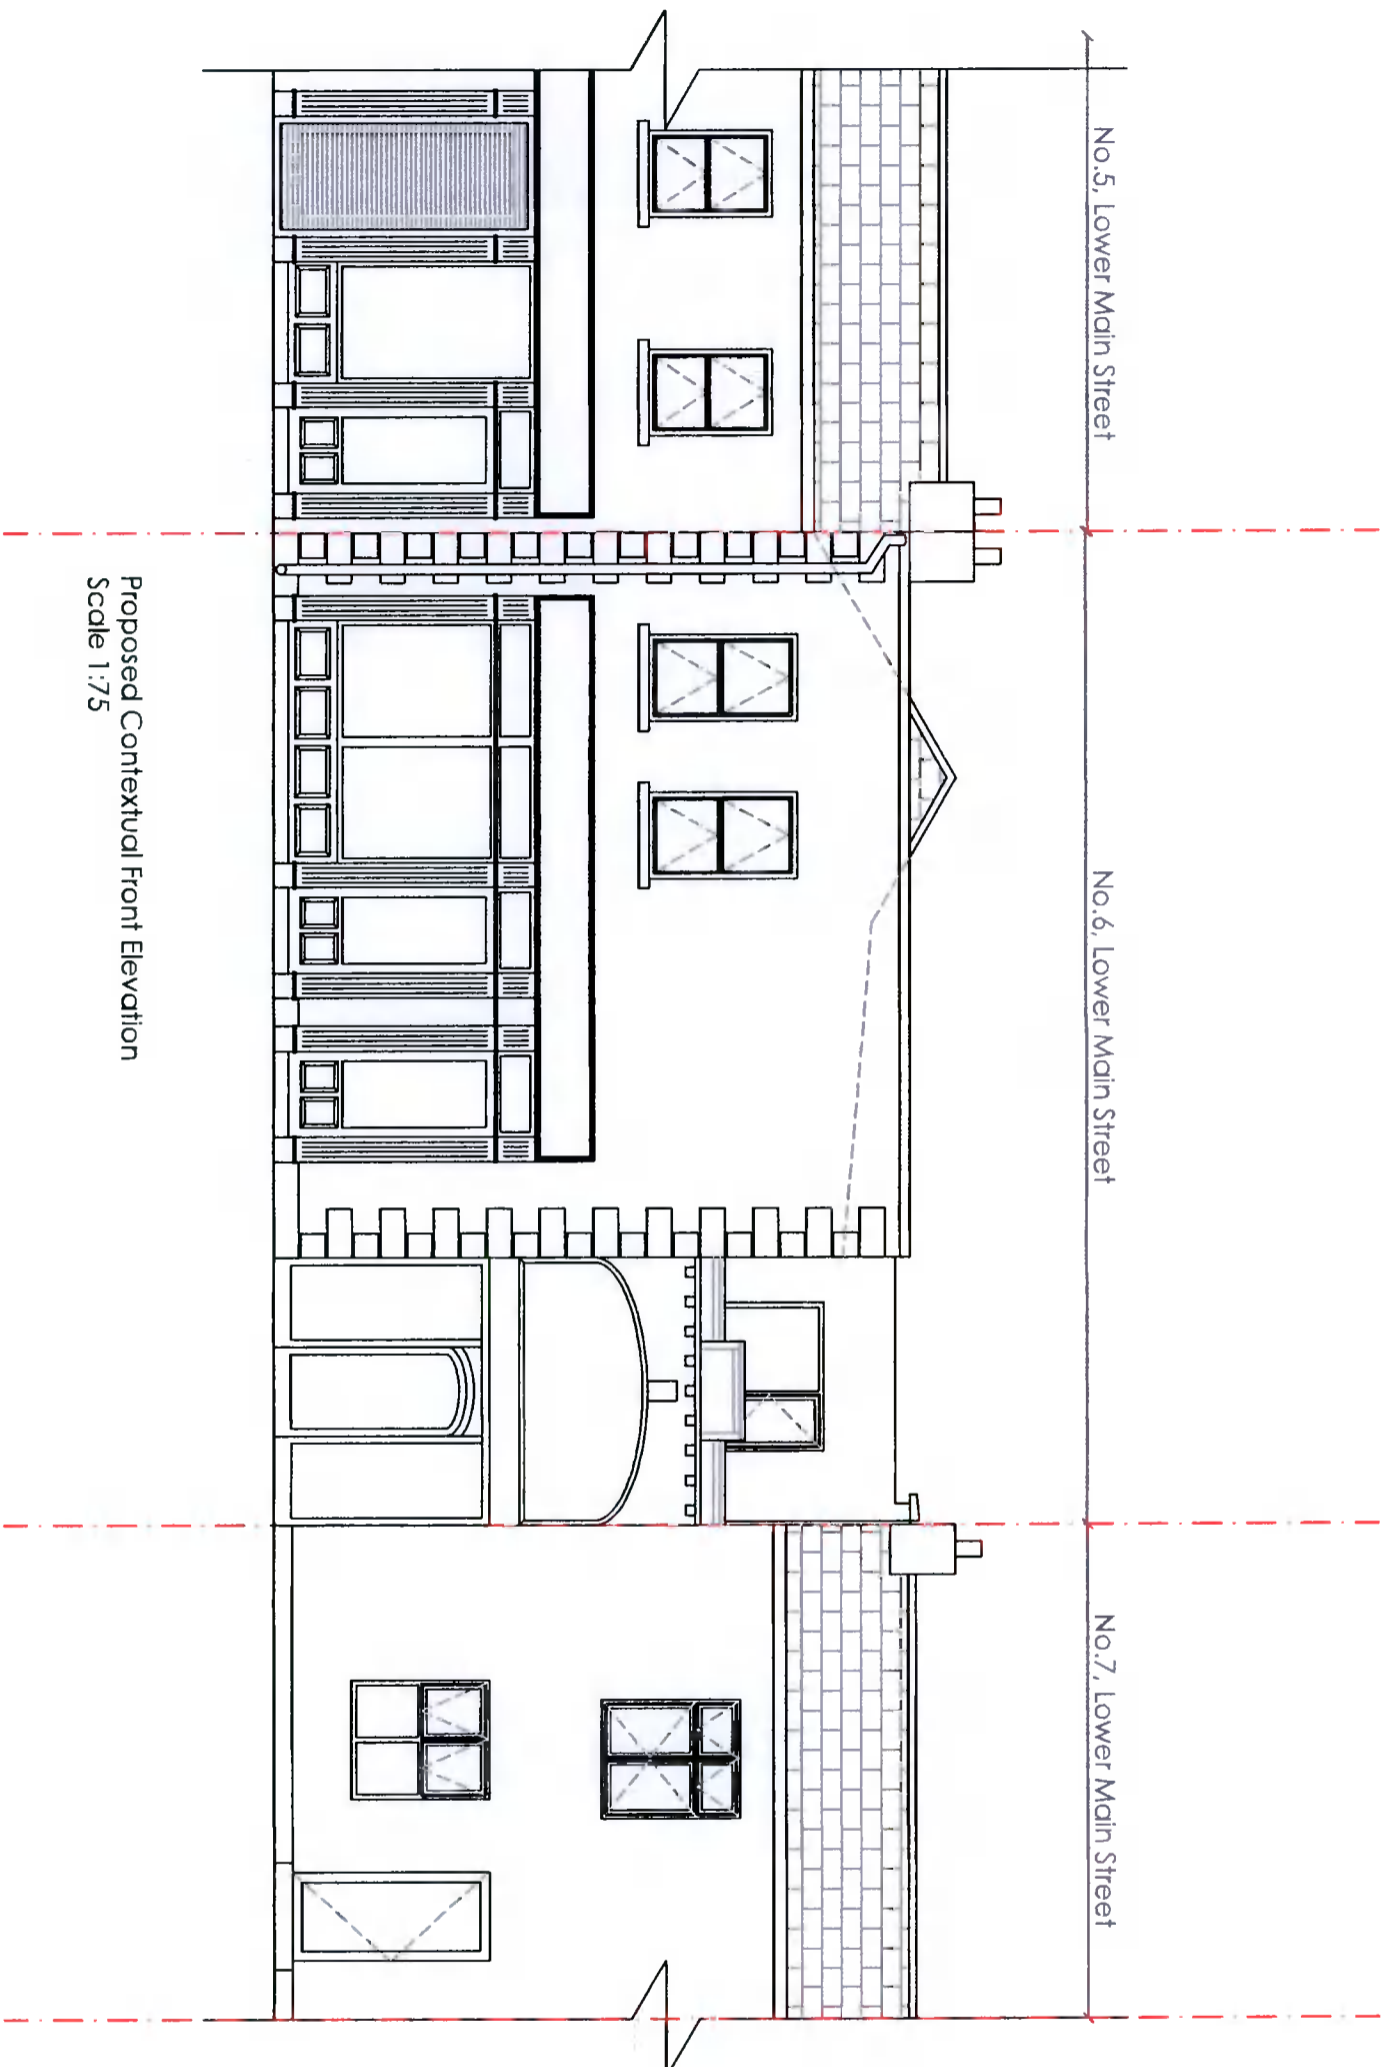 No.5, Lower Main Street
No.6, Lower Main Street
No.7, Lower Main Street
Proposed Contextual Front Elevation
Scale 1:75